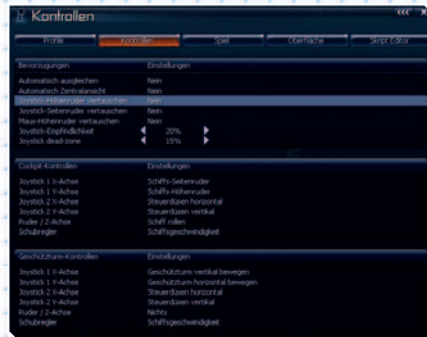 Kontrollen
Profile Kontrollen Spiel Oberfläche Skript Editor
Bevorzugungen Einstellungen
Automatisch ausgleichen Nein
Automatisch Zentralansicht Nein
Joystick-Höhenruder vertauschen Nein
Joystick-Seitenruder vertauschen Nein
Maus-Höhenruder vertauschen Nein
Joystick-Empfindlichkeit 20%
Joystick dead-zone 15%
Cockpit-Kontrollen Einstellungen
Joystick 1 X-Achse Schiffs-Seitenruder
Joystick 1 Y-Achse Schiffs-Höhenruder
Joystick 2 X-Achse Steuerdüsen horizontal
Joystick 2 Y-Achse Steuerdüsen vertikal
Ruder / Z-Achse Schiff rollen
Schubregler Schiffsgeschwindigkeit
Geschützturm-Kontrollen Einstellungen
Joystick 1 X-Achse Geschützturm vertikal bewegen
Joystick 1 Y-Achse Geschützturm horizontal bewegen
Joystick 2 X-Achse Steuerdüsen horizontal
Joystick 2 Y-Achse Steuerdüsen vertikal
Ruder / Z-Achse Nichts
Schubregler Schiffsgeschwindigkeit